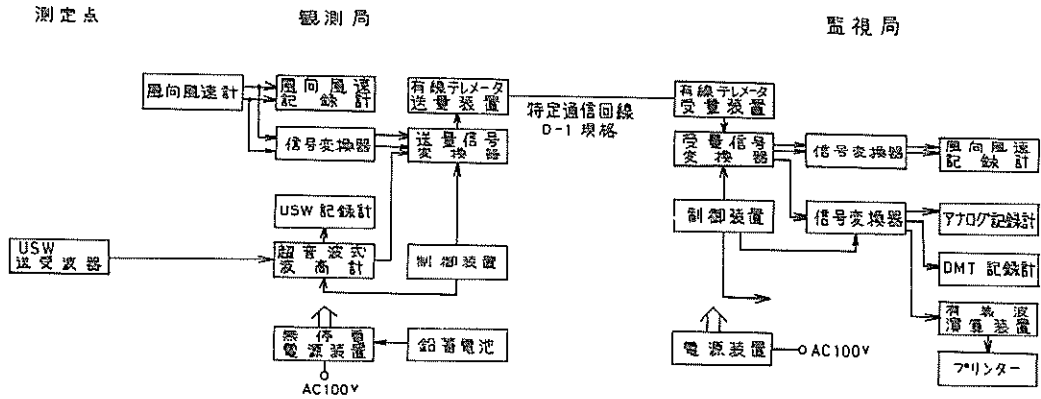 測定点
観測局
監視局
風向風速計
風向風速
記録計
有線テレメータ
送量装置
特定通信回線
D-1規格
有線テレメータ
受量装置
信号変換器
送量信号
変換器
受量信号
変換器
信号変換器
風向風速
記録計
USW記録計
制御装置
信号変換器
アナログ記録計
USW
送受波器
超音波式
波高計
制御装置
DMT記録計
無停電
電源装置
鉛蓄電池
AC100V
電源装置
AC100V
有義波
演算装置
プリンター